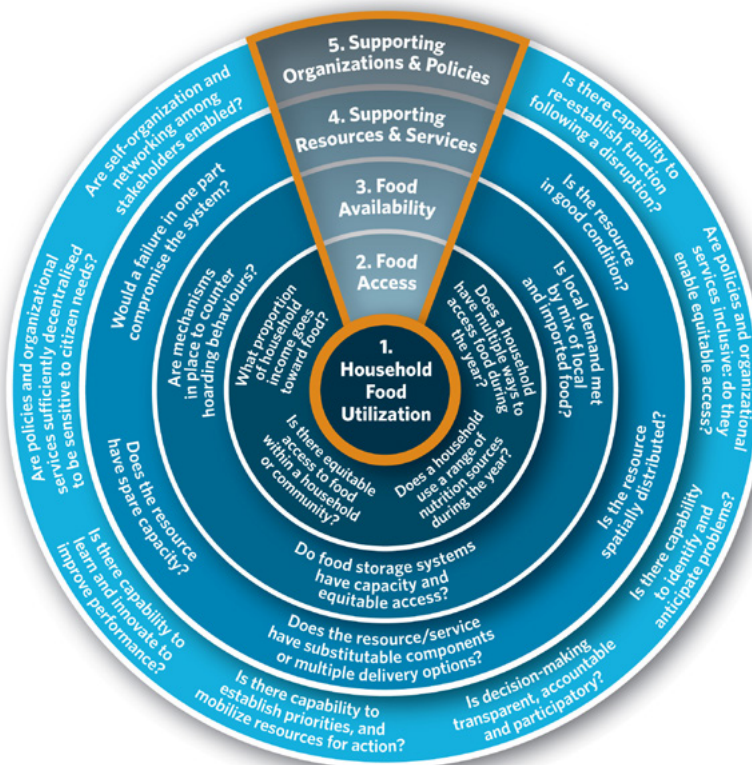 5. Supporting
Organizations & Policies
4. Supporting
Resources & Services
3. Food
Availability
2. Food
Access
1.
Household
Food
Utilization
Does a household
have multiple ways to
access food during
the year?
Does a household
use a range of
nutrition sources
during the year?
Is there equitable
access to food
within a household
or community?
What proportion
of household
income goes
toward food?
Is local demand met
by mix of local
and imported food?
Do food storage systems
have capacity and
equitable access?
Are mechanisms
in place to counter
hoarding behaviours?
Is the resource
in good condition?
Is the resource
spatially distributed?
Does the resource/service
have substitutable components
or multiple delivery options?
Does the resource
have spare capacity?
Would a failure in one part
compromise the system?
Is there capability to
re-establish function
following a disruption?
Are policies and organizational
services inclusive: do they
enable equitable access?
Is there capability
to identify and
anticipate problems?
Is decision-making
transparent, accountable
and participatory?
Is there capability to
establish priorities, and
mobilize resources for action?
Is there capability to
learn and innovate to
improve performance?
Are policies and organizational
services sufficiently decentralised
to be sensitive to citizen needs?
Are self-organization and
networking among
stakeholders enabled?